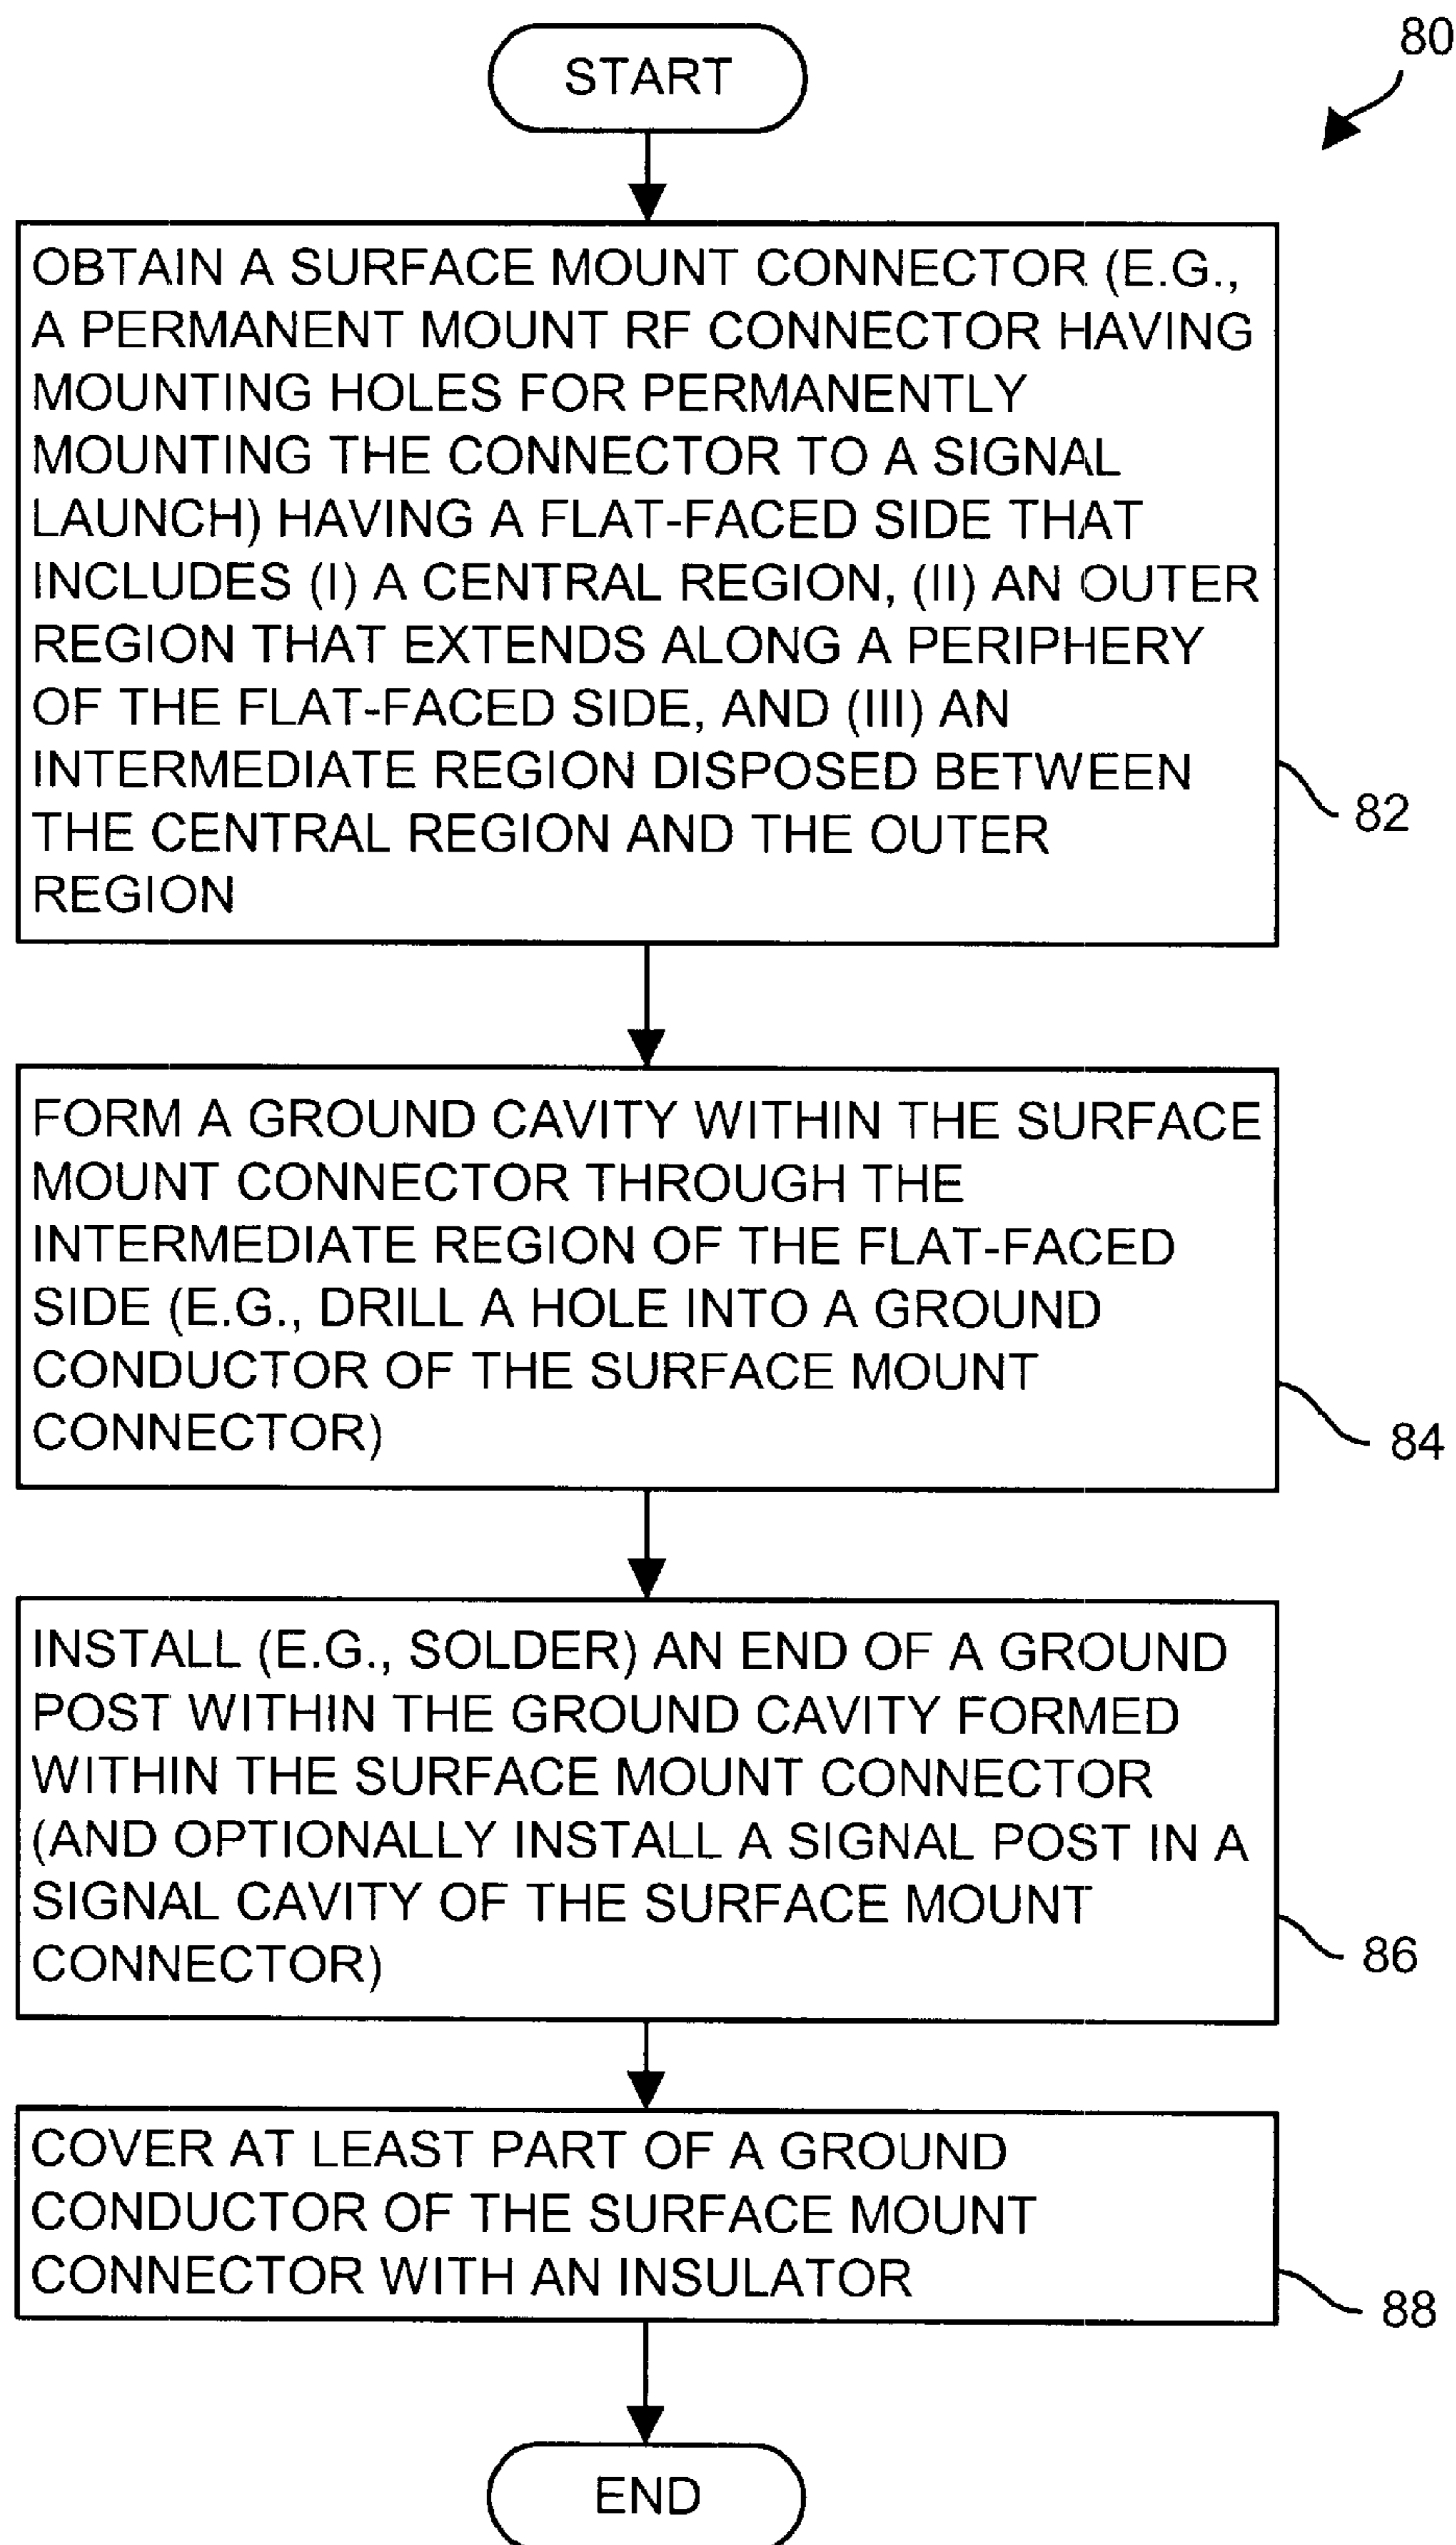 80
START
OBTAIN A SURFACE MOUNT CONNECTOR (E.G.,
A PERMANENT MOUNT RF CONNECTOR HAVING
MOUNTING HOLES FOR PERMANENTLY
MOUNTING THE CONNECTOR TO A SIGNAL
LAUNCH) HAVING A FLAT-FACED SIDE THAT
INCLUDES (I) A CENTRAL REGION, (II) AN OUTER
REGION THAT EXTENDS ALONG A PERIPHERY
OF THE FLAT-FACED SIDE, AND (III) AN
INTERMEDIATE REGION DISPOSED BETWEEN
THE CENTRAL REGION AND THE OUTER
REGION
82
FORM A GROUND CAVITY WITHIN THE SURFACE
MOUNT CONNECTOR THROUGH THE
INTERMEDIATE REGION OF THE FLAT-FACED
SIDE (E.G., DRILL A HOLE INTO A GROUND
CONDUCTOR OF THE SURFACE MOUNT
CONNECTOR)
84
INSTALL (E.G., SOLDER) AN END OF A GROUND
POST WITHIN THE GROUND CAVITY FORMED
WITHIN THE SURFACE MOUNT CONNECTOR
(AND OPTIONALLY INSTALL A SIGNAL POST IN A
SIGNAL CAVITY OF THE SURFACE MOUNT
CONNECTOR)
86
COVER AT LEAST PART OF A GROUND
CONDUCTOR OF THE SURFACE MOUNT
CONNECTOR WITH AN INSULATOR
88
END